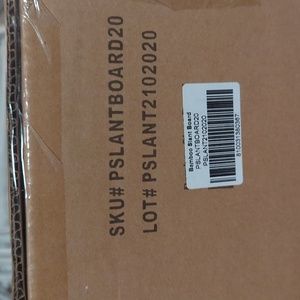 SKU# PSLANTBOARD20
LOT# PSLANT2102020
Bamboo Slant Board
PSLANTBOARD20
PSLANT2102020